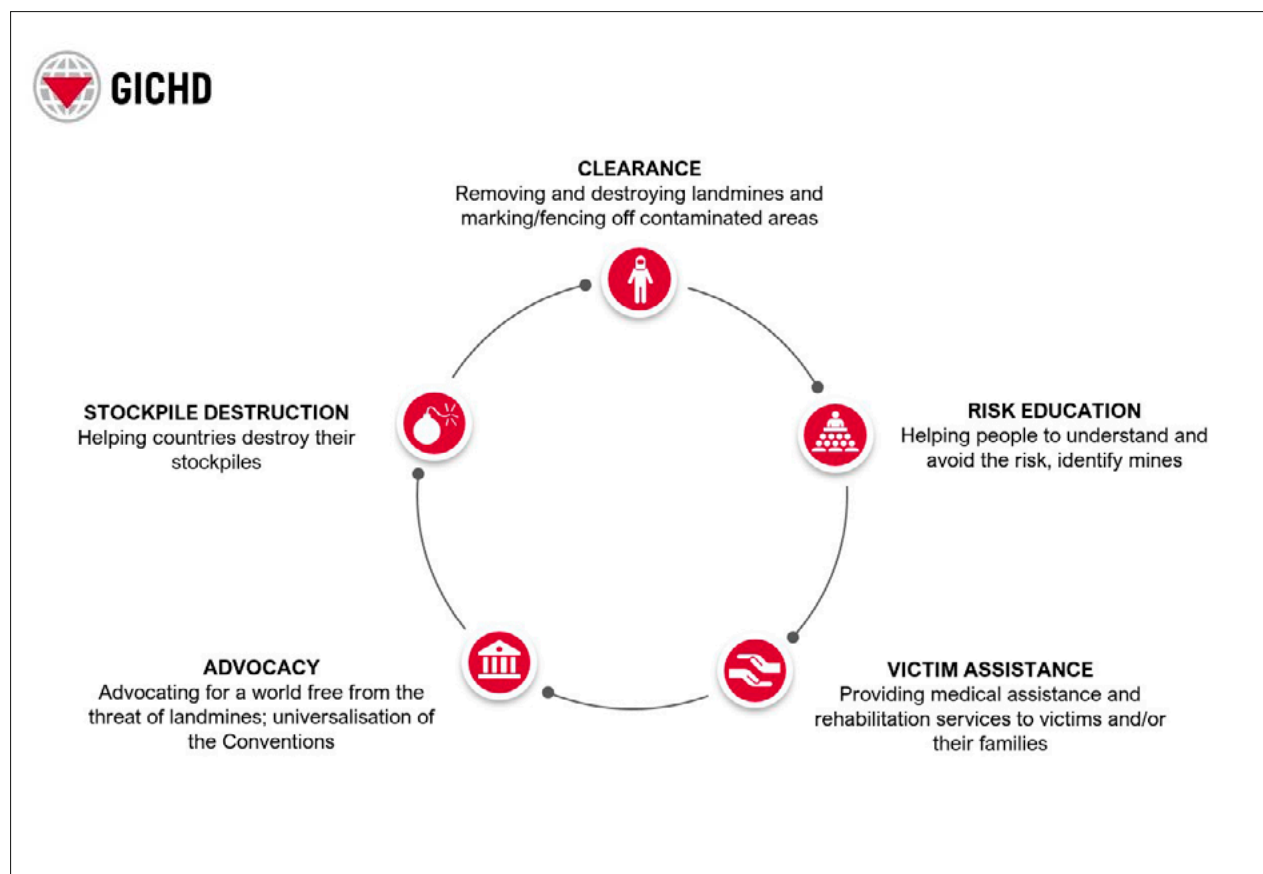 GICHD
CLEARANCE
Removing and destroying landmines and
marking/fencing off contaminated areas
STOCKPILE DESTRUCTION
Helping countries destroy their
stockpiles
RISK EDUCATION
Helping people to understand and
avoid the risk, identify mines
ADVOCACY
Advocating for a world free from the
threat of landmines; universalisation of
the Conventions
VICTIM ASSISTANCE
Providing medical assistance and
rehabilitation services to victims and/or
their families